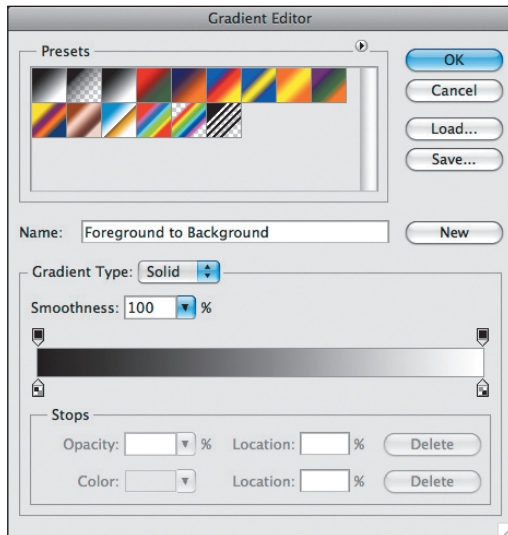 Gradient Editor
Presets
OK
Cancel
Load...
Save...
Name: Foreground to Background
New
Gradient Type: Solid
Smoothness: 100 %
Stops
Opacity: % Location: % Delete
Color: Location: % Delete